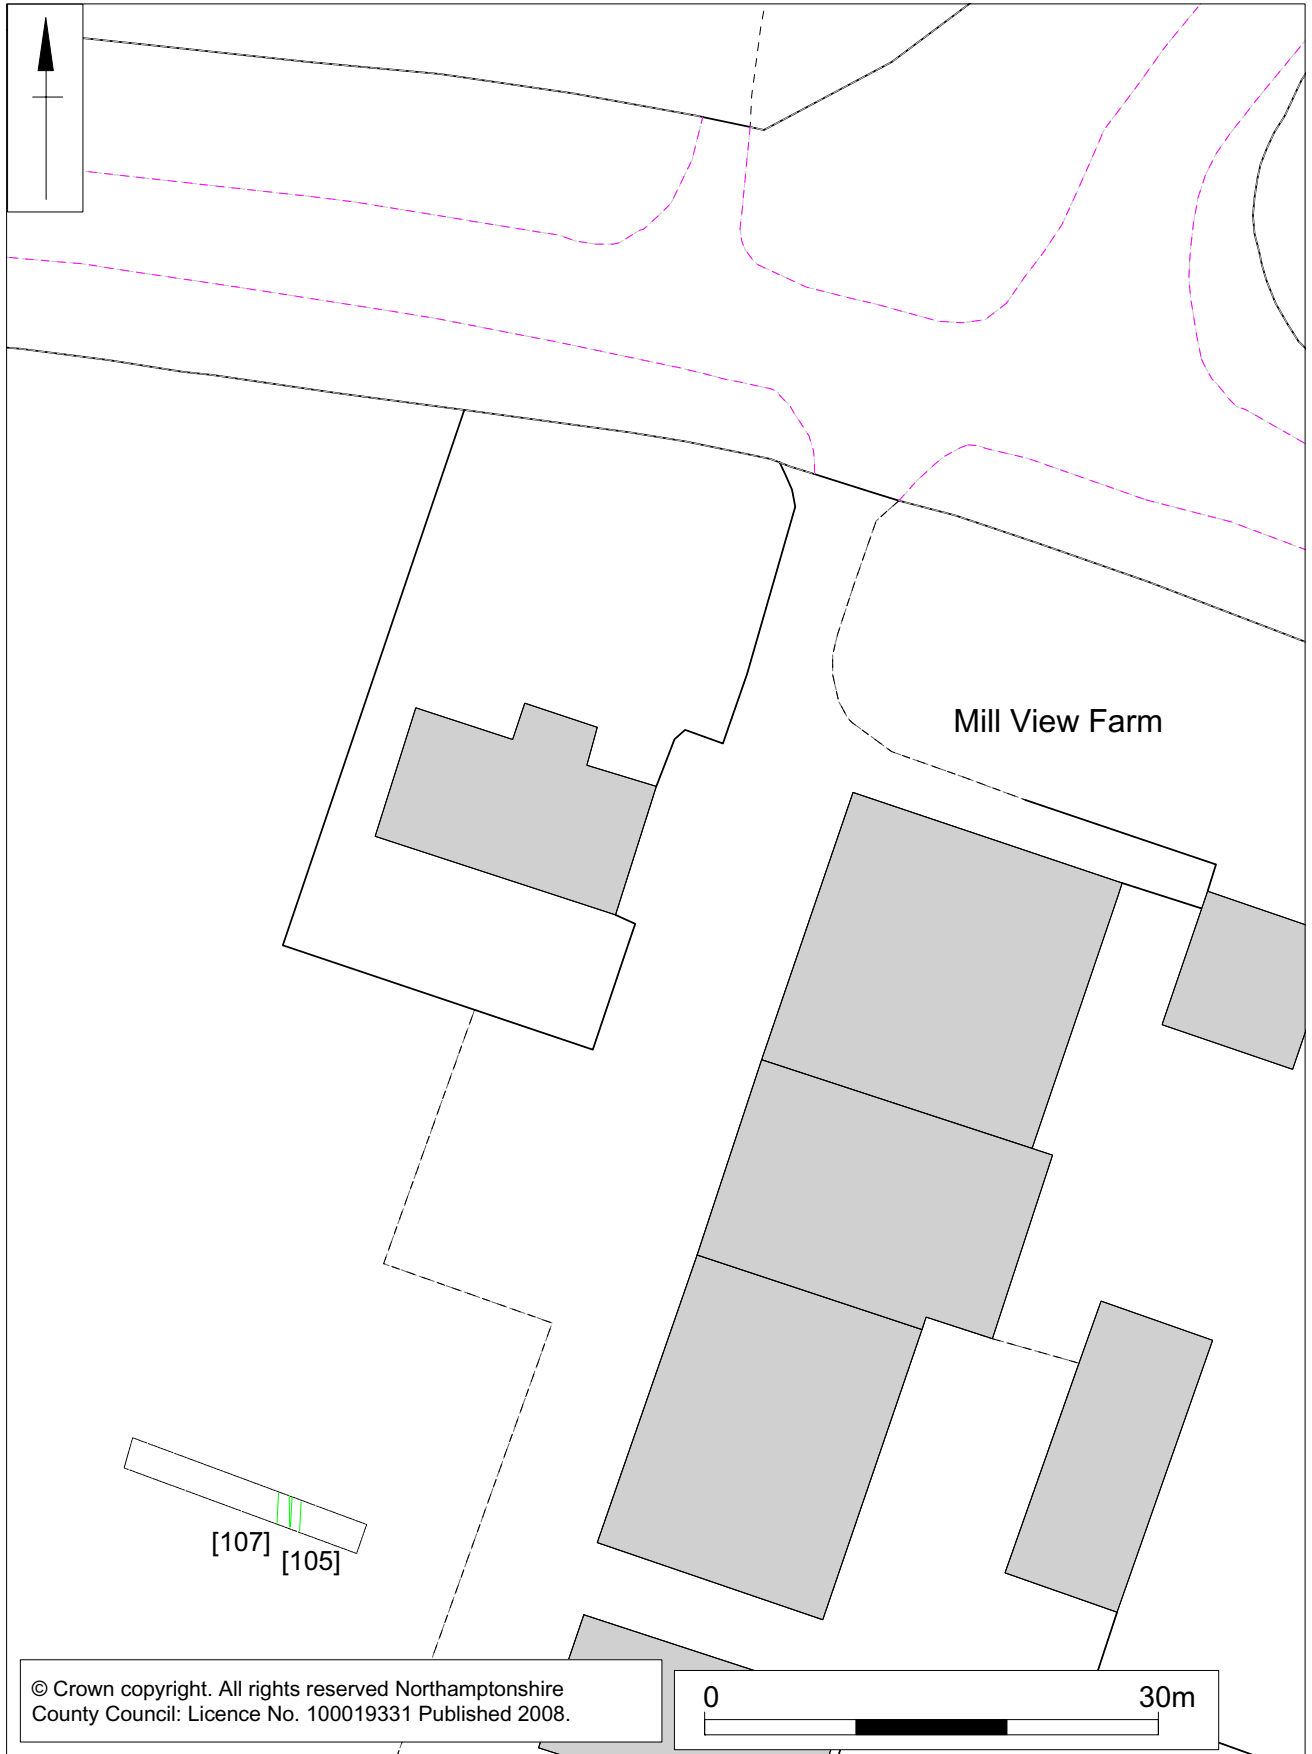 Mill View Farm
[107]
[105]
© Crown copyright. All rights reserved Northamptonshire
County Council: Licence No. 100019331 Published 2008.
0 30m